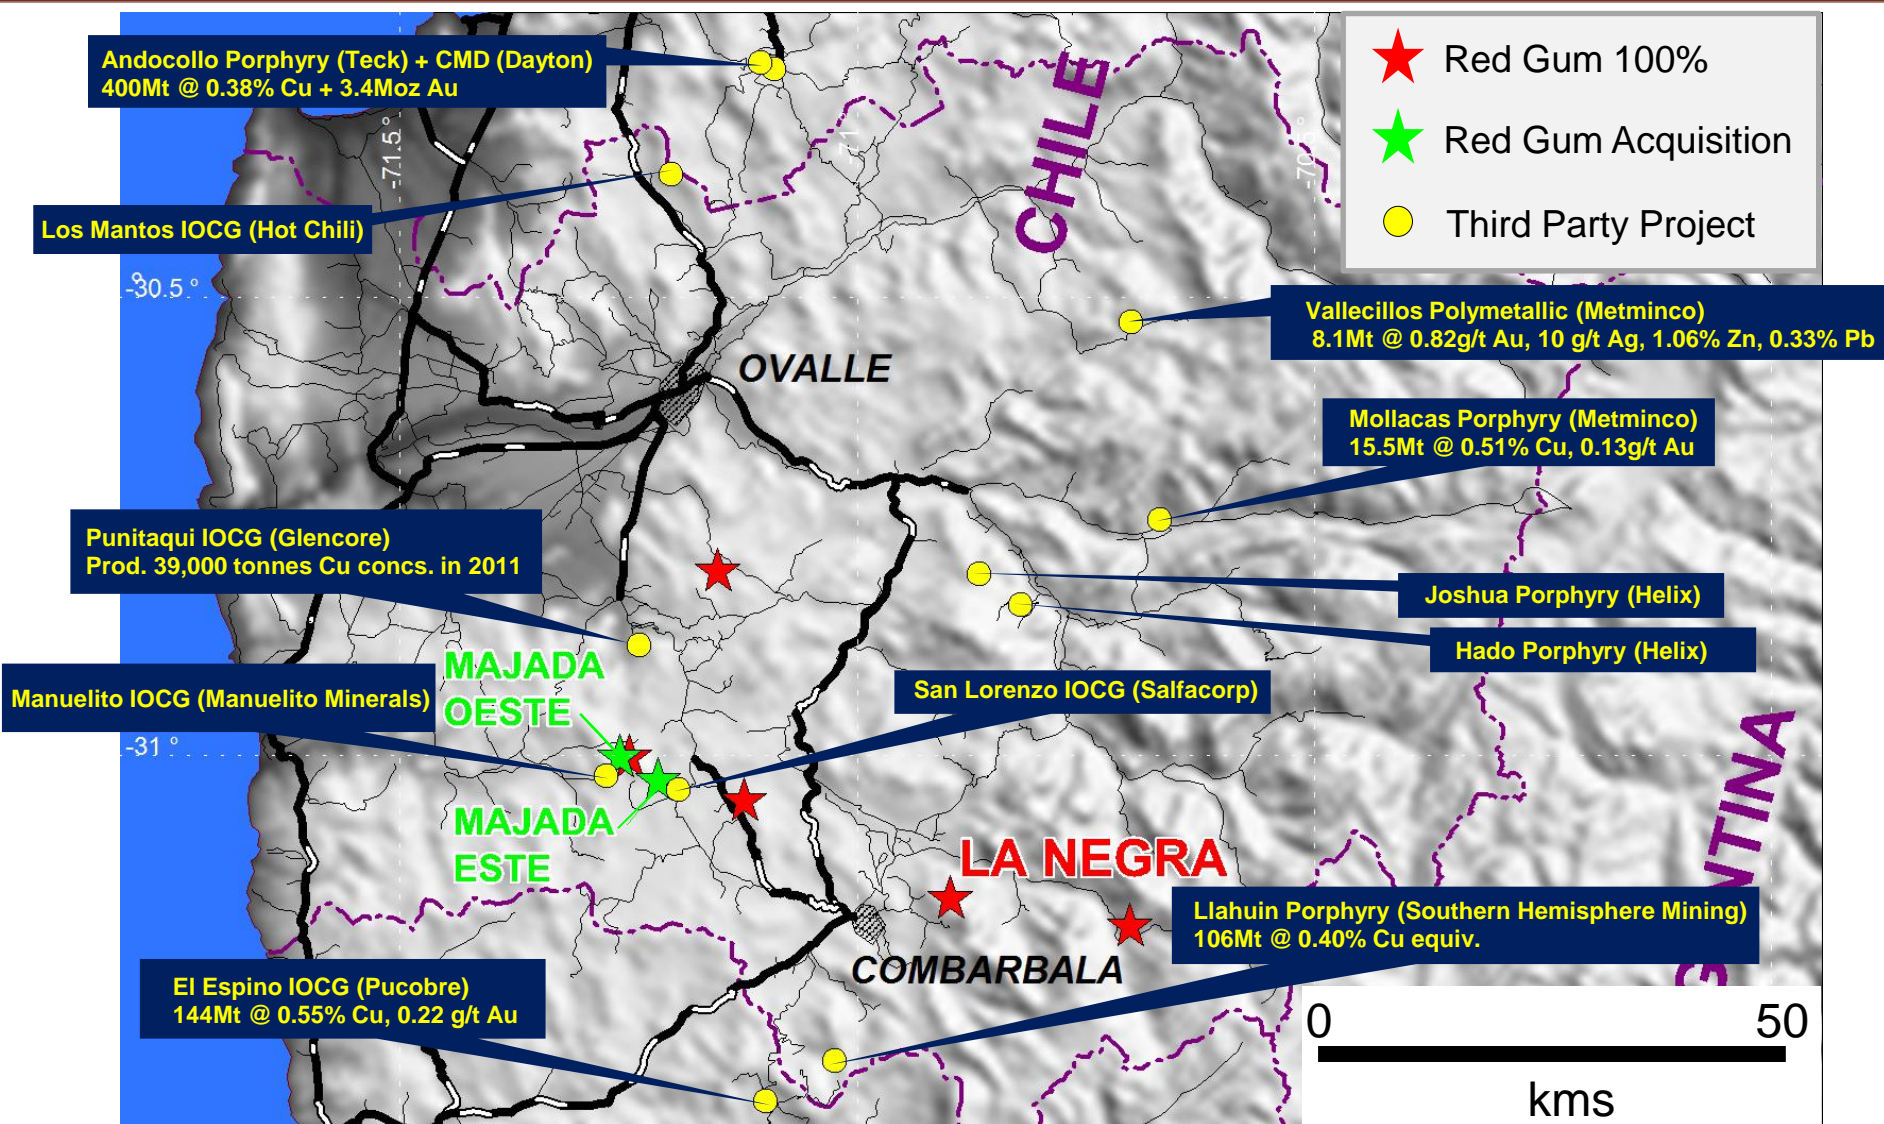 Andocollo Porphyry (Teck) + CMD (Dayton)
400Mt @ 0.38% Cu + 3.4Moz Au
Red Gum 100%
Red Gum Acquisition
Third Party Project
CHILE
-71.5 °
-71 °
-70.5 °
Los Mantos IOCG (Hot Chili)
-30.5 °
Vallecillos Polymetallic (Metminco)
8.1Mt @ 0.82g/t Au, 10 g/t Ag, 1.06% Zn, 0.33% Pb
OVALLE
Mollacas Porphyry (Metminco)
15.5Mt @ 0.51% Cu, 0.13g/t Au
Punitaqui IOCG (Glencore)
Prod. 39,000 tonnes Cu concs. in 2011
Joshua Porphyry (Helix)
Hado Porphyry (Helix)
MAJADA
OESTE
Manuelito IOCG (Manuelito Minerals)
San Lorenzo IOCG (Salfacorp)
-31 °
MAJADA
ESTE
LA NEGRA
GENTINA
Llahuin Porphyry (Southern Hemisphere Mining)
106Mt @ 0.40% Cu equiv.
COMBARBALA
El Espino IOCG (Pucobre)
144Mt @ 0.55% Cu, 0.22 g/t Au
0 50
kms